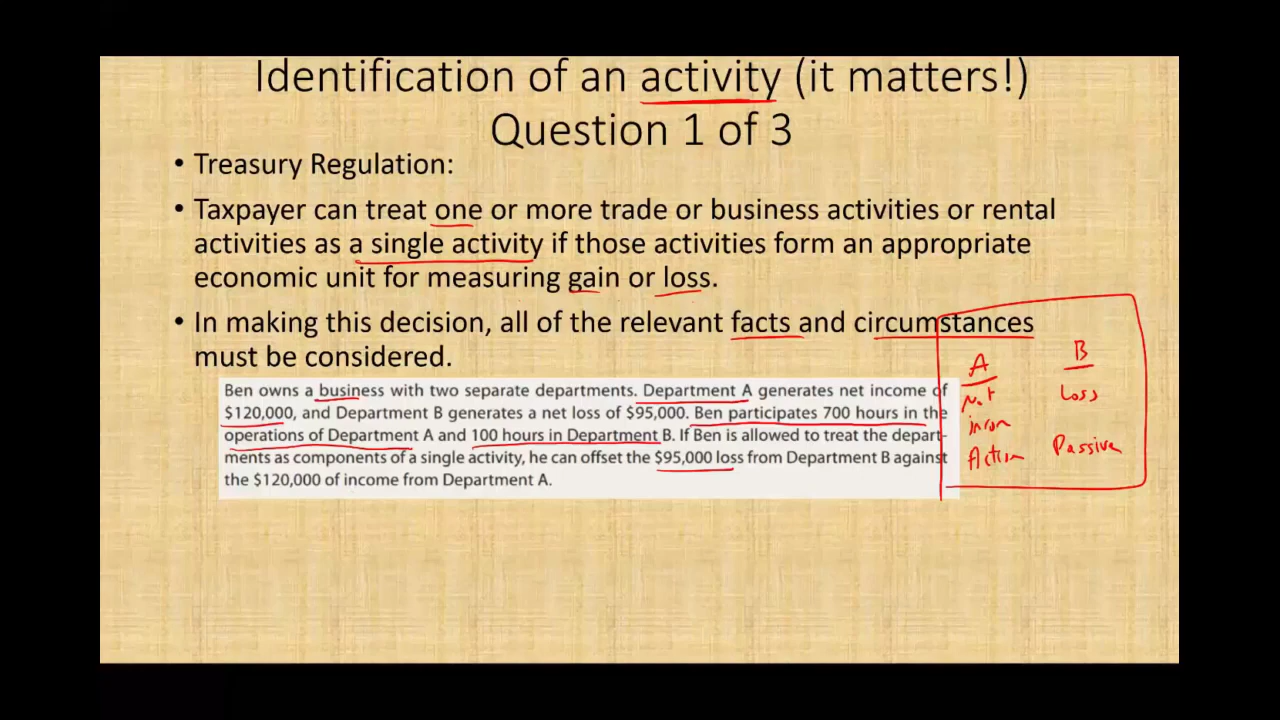 Identification of an activity (it matters!)
Question 1 of 3
• Treasury Regulation:
• Taxpayer can treat one or more trade or business activities or rental
activities as a single activity if those activities form an appropriate
economic unit for measuring gain or loss.
• In making this decision, all of the relevant facts and circumstances
must be considered.
Ben owns a business with two separate departments. Department A generates net income of
$120,000, and Department B generates a net loss of $95,000. Ben participates 700 hours in the
operations of Department A and 100 hours in Department B. If Ben is allowed to treat the depart-
ments as components of a single activity, he can offset the $95,000 loss from Department B against
the $120,000 of income from Department A.
A B
Loss
Passive